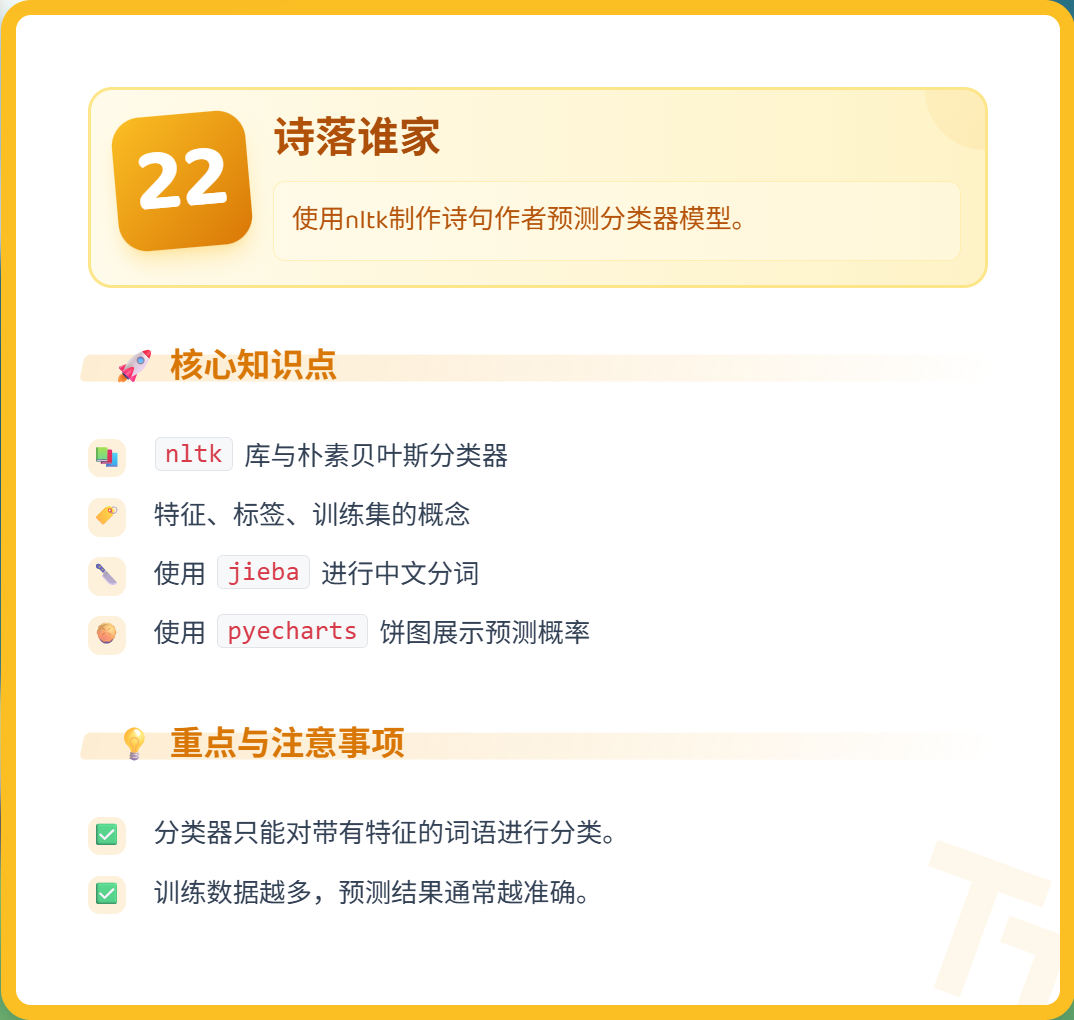 22
诗落谁家
使用nltk制作诗句作者预测分类器模型。
核心知识点
nltk 库与朴素贝叶斯分类器
特征、标签、训练集的概念
使用 jieba 进行中文分词
使用 pyecharts 饼图展示预测概率
重点与注意事项
分类器只能对带有特征的词语进行分类。
训练数据越多，预测结果通常越准确。